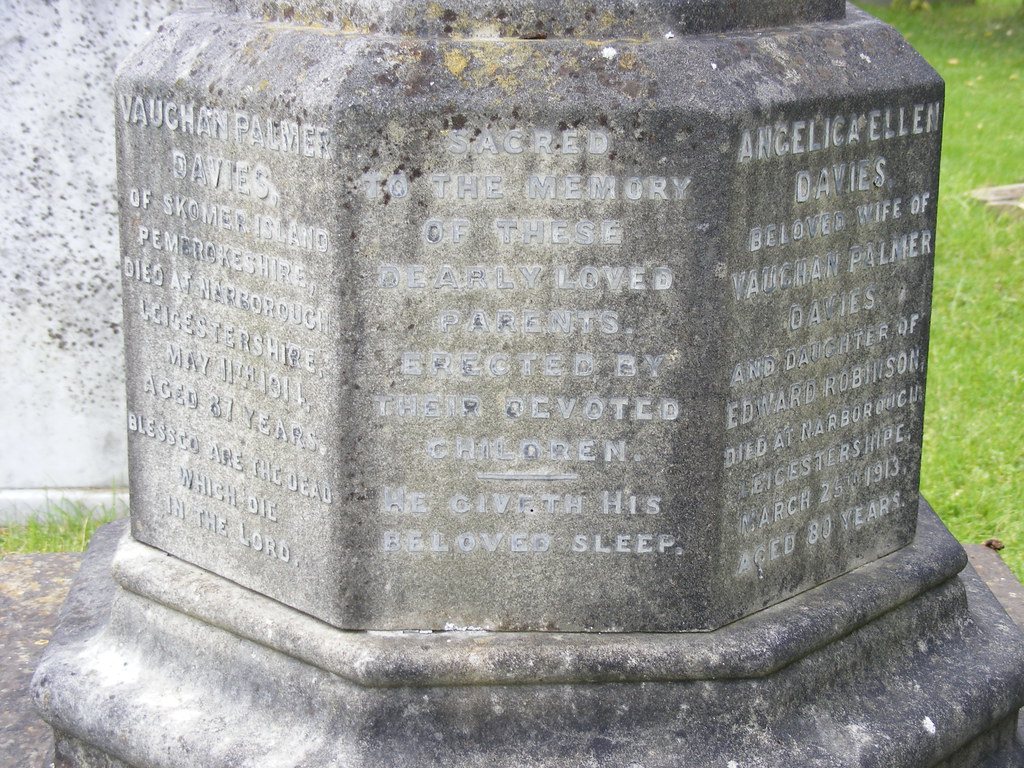 VAUGHAN PALMER
DAVIES,
OF SKOMER ISLAND
PEMBROKESHIRE,
DIED AT NARBOROUGH
LEICESTERSHIRE
MAY 11TH 1911,
AGED 87 YEARS.
BLESSED ARE THE DEAD
WHICH DIE
IN THE LORD.
SACRED
TO THE MEMORY
OF THESE
DEARLY LOVED
PARENTS,
ERECTED BY
THEIR DEVOTED
CHILDREN.
HE GIVETH HIS
BELOVED SLEEP.
ANGELICA ELLEN
DAVIES
BELOVED WIFE OF
VAUGHAN PALMER
DAVIES
AND DAUGHTER OF
EDWARD ROBINSON,
DIED AT NARBOROUGH,
LEICESTERSHIRE,
MARCH 25TH 1913,
AGED 80 YEARS.